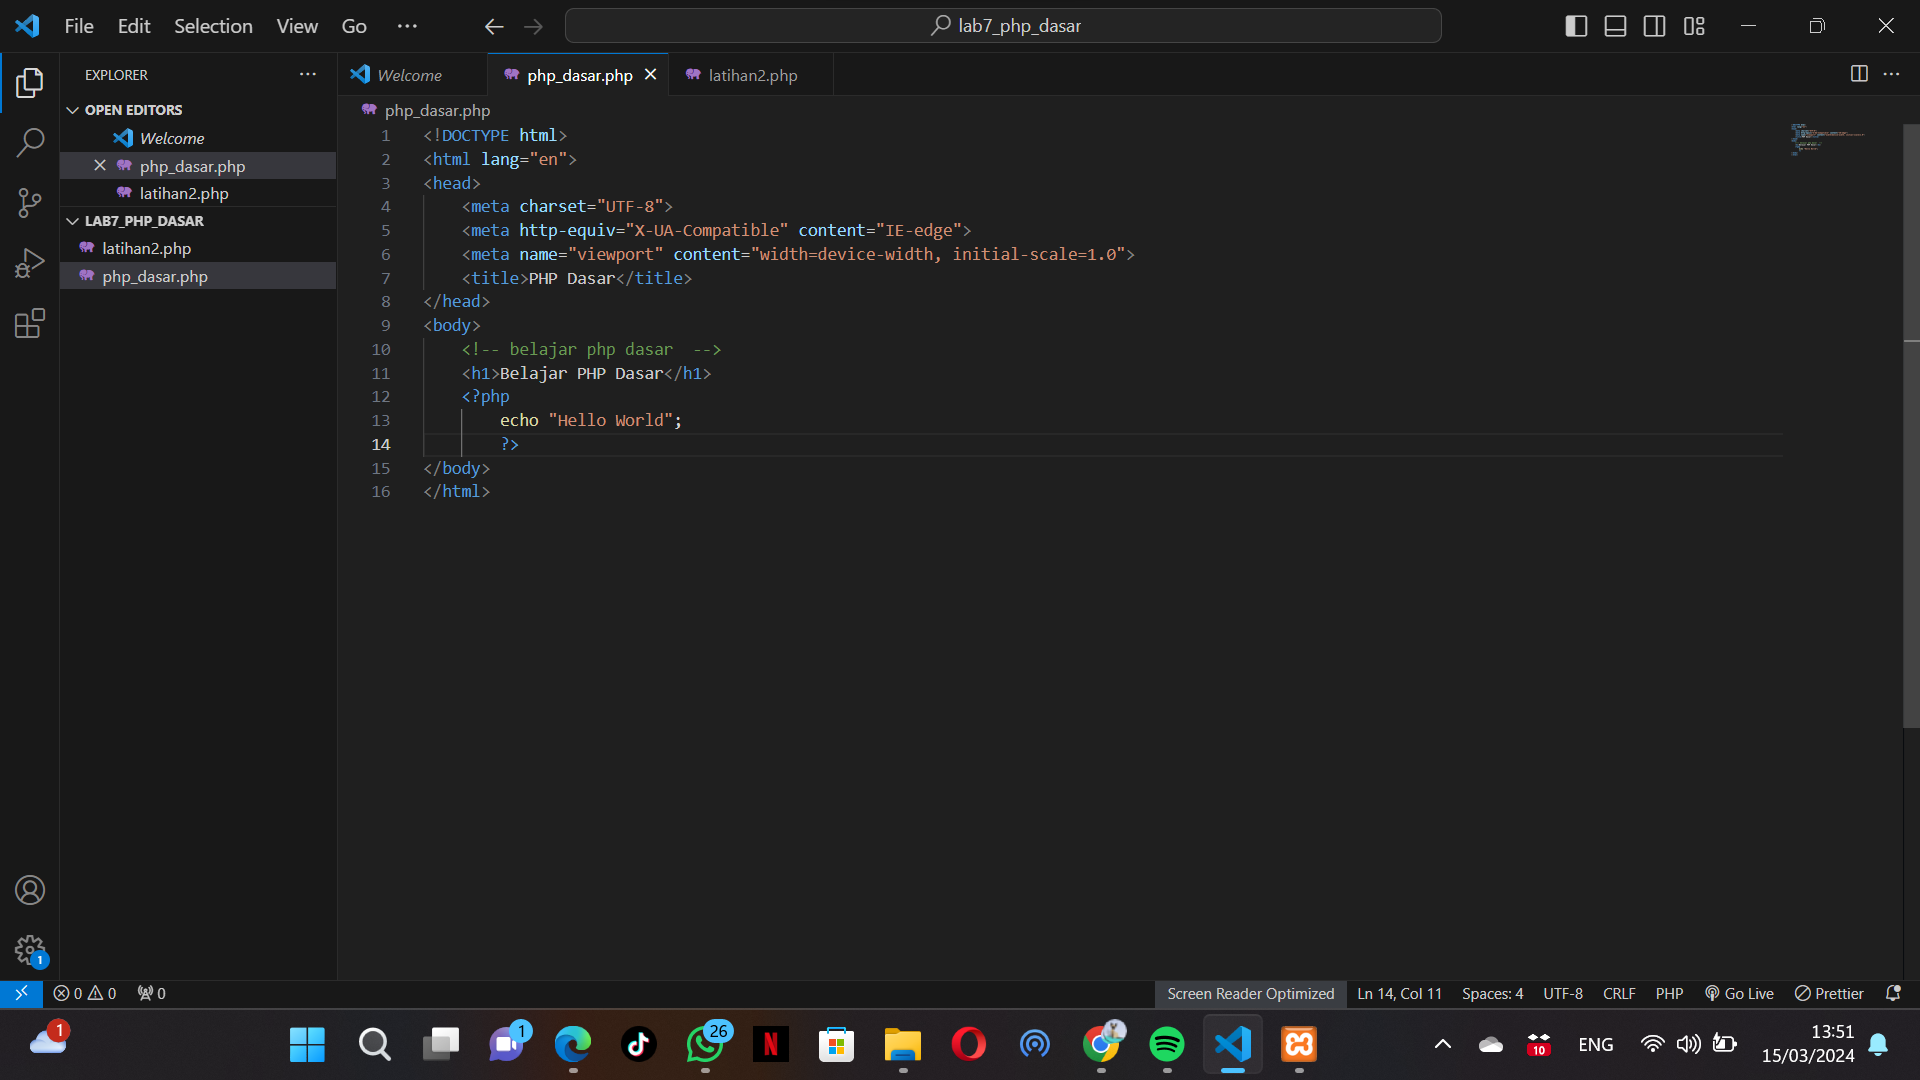 File Edit Selection View Go ···
lab7_php_dasar
EXPLORER
OPEN EDITORS
Welcome
php_dasar.php
latihan2.php
LAB7_PHP_DASAR
latihan2.php
php_dasar.php
Welcome php_dasar.php latihan2.php
php_dasar.php
1 <!DOCTYPE html>
2 <html lang="en">
3 <head>
4 <meta charset="UTF-8">
5 <meta http-equiv="X-UA-Compatible" content="IE-edge">
6 <meta name="viewport" content="width=device-width, initial-scale=1.0">
7 <title>PHP Dasar</title>
8 </head>
9 <body>
10 <!-- belajar php dasar  -->
11 <h1>Belajar PHP Dasar</h1>
12 <?php
13 echo "Hello World";
14 ?>
15 </body>
16 </html>
1
0 0 0
Screen Reader Optimized Ln 14, Col 11 Spaces: 4 UTF-8 CRLF PHP Go Live Prettier
1
1
26
N
10
ENG
13:51
15/03/2024